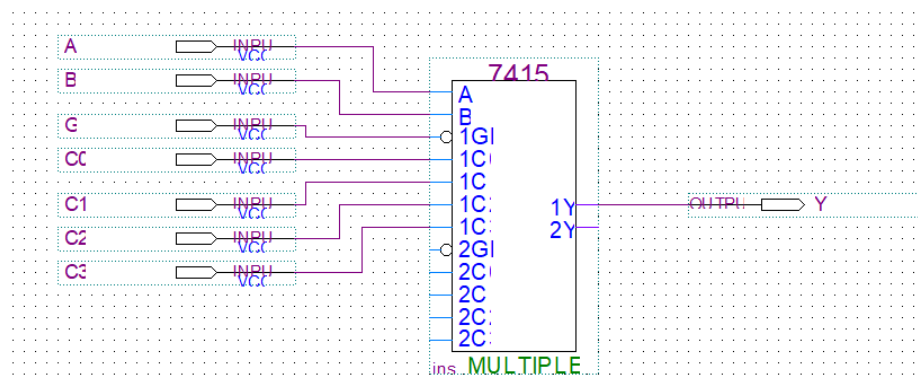 A INPU VCC
B INPU VCC
G INPU VCC
C0 INPU VCC
C1 INPU VCC
C2 INPU VCC
C3 INPU VCC
7415
A
B
1GI
1C(
1C
1C
1C
2GI
2C(
2C
2C
2C
1Y
2Y
OUTPU Y
ins
MULTIPLE